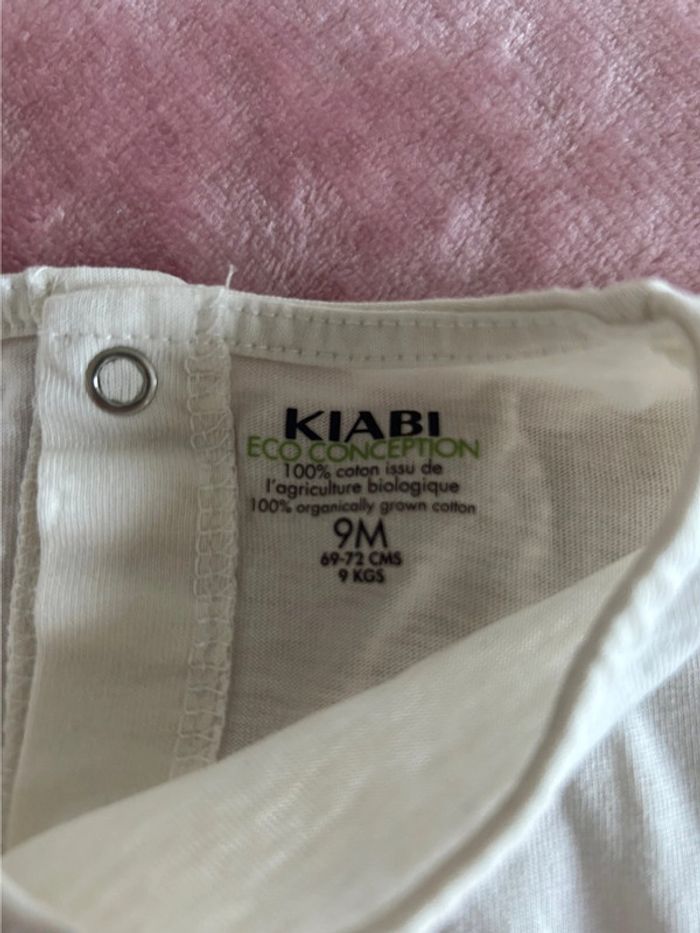 KIABI
ECO CONCEPTION
100% coton issu de
l'agriculture biologique
100% organically grown cotton
9M
69-72 CMS
9 KGS